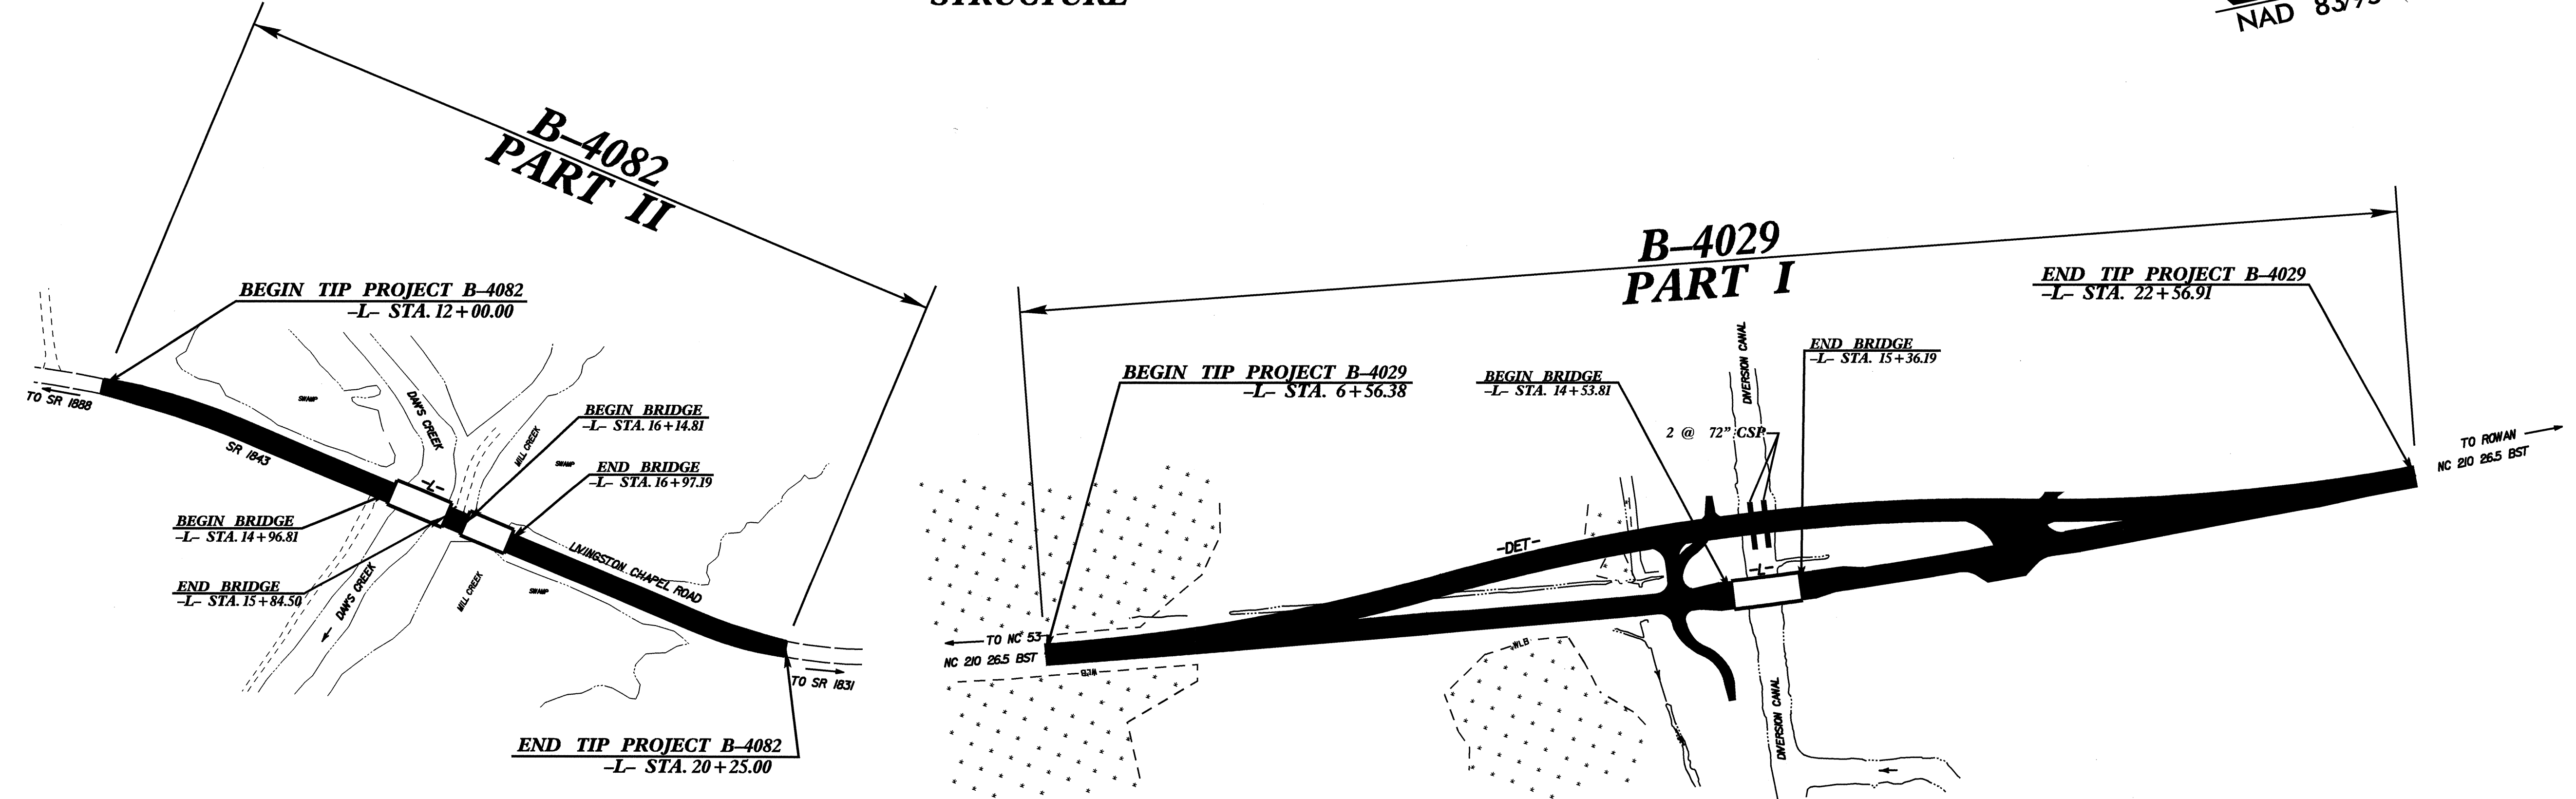 STRUCTURE
NAD 83/95
B–4082
PART II
BEGIN TIP PROJECT B–4082
–L– STA. 12+00.00
TO SR 1888
SR 1843
SWAMP
DAN'S CREEK
MILL CREEK
SWAMP
BEGIN BRIDGE
–L– STA. 16+14.81
END BRIDGE
–L– STA. 16+97.19
–L–
BEGIN BRIDGE
–L– STA. 14+96.81
END BRIDGE
–L– STA. 15+84.50
DAN'S CREEK
MILL CREEK
SWAMP
LIVINGSTON CHAPEL ROAD
TO SR 1831
END TIP PROJECT B–4082
–L– STA. 20+25.00
B–4029
PART I
BEGIN TIP PROJECT B–4029
–L– STA. 6+56.38
BEGIN BRIDGE
–L– STA. 14+53.81
2 @ 72" CSP
DIVERSION CANAL
END BRIDGE
–L– STA. 15+36.19
END TIP PROJECT B–4029
–L– STA. 22+56.91
TO ROWAN
NC 210 26.5 BST
–DET–
–L–
TO NC 53
NC 210 26.5 BST
WLB
WLB
DIVERSION CANAL